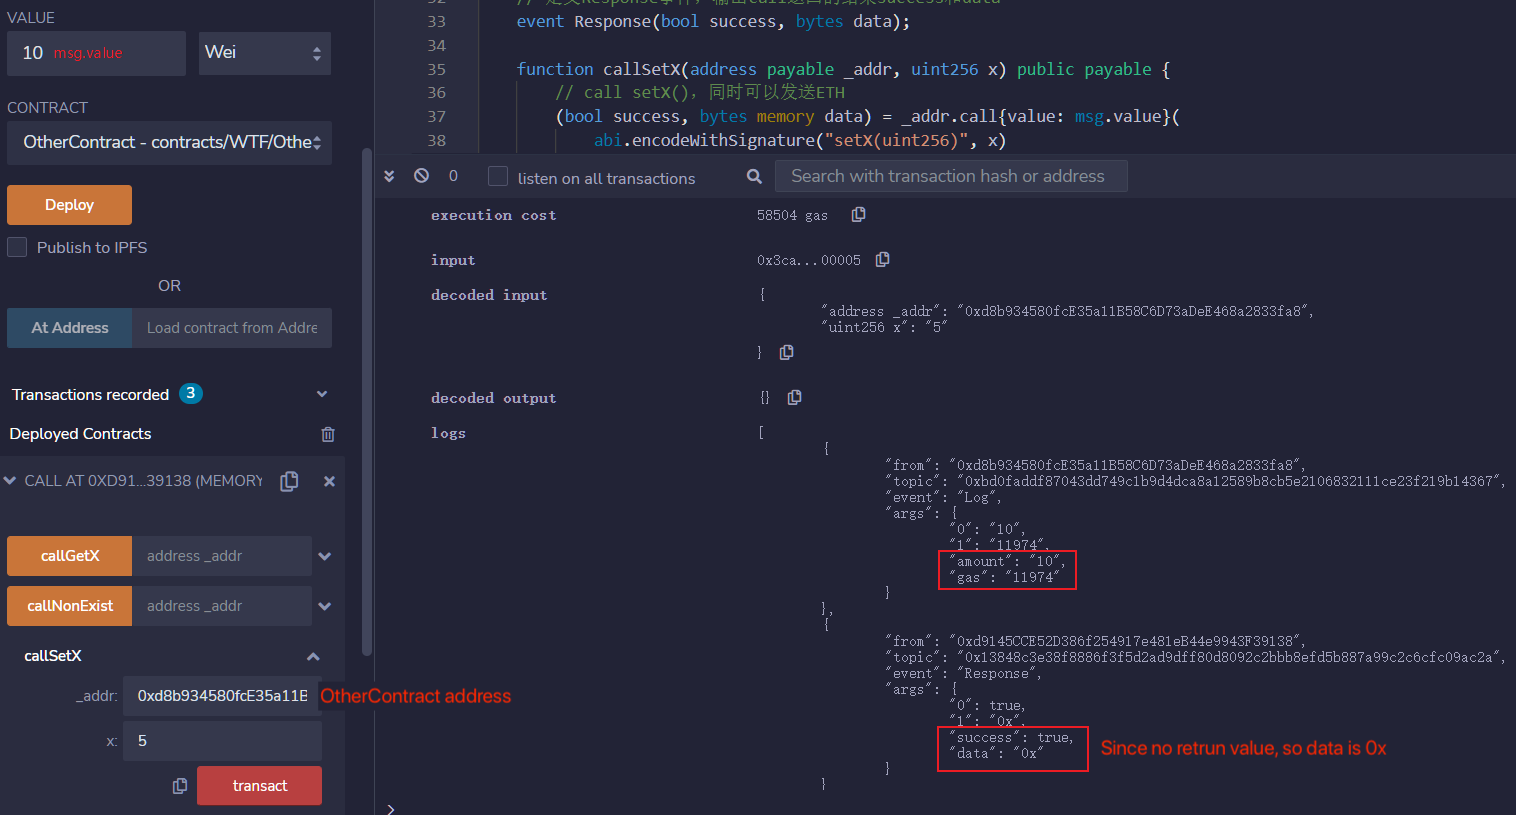 VALUE
10 msg.value Wei
CONTRACT
OtherContract - contracts/WTF/Othe
Deploy
Publish to IPFS
OR
At Address Load contract from Addre
Transactions recorded 3
Deployed Contracts
CALL AT 0XD91...39138 (MEMORY
callGetX address _addr
callNonExist address _addr
callSetX
_addr: 0xd8b934580fcE35a11B OtherContract address
x: 5
transact
33 event Response(bool success, bytes data);
34
35 function callSetX(address payable _addr, uint256 x) public payable {
36 // call setX()，同时可以发送ETH
37 (bool success, bytes memory data) = _addr.call{value: msg.value}(
38 abi.encodeWithSignature("setX(uint256)", x)
0 listen on all transactions Search with transaction hash or address
execution cost 58504 gas
input 0x3ca...00005
decoded input {
"address _addr": "0xd8b934580fcE35a11B58C6D73aDeE468a2833fa8",
"uint256 x": "5"
}
decoded output {}
logs [
{
"from": "0xd8b934580fcE35a11B58C6D73aDeE468a2833fa8",
"topic": "0xbd0faddf87043dd749c1b9d4dca8a12589b8cb5e2106832111ce23f219b14367",
"event": "Log",
"args": {
"0": "10",
"1": "11974",
"amount": "10",
"gas": "11974"
}
},
{
"from": "0xd9145CCE52D386f254917e481eB44e9943F39138",
"topic": "0x13848c3e38f8886f3f5d2ad9dff80d8092c2bbb8efd5b887a99c2c6cfc09ac2a",
"event": "Response",
"args": {
"0": true,
"1": "0x",
"success": true,
"data": "0x" Since no retrun value, so data is 0x
}
}
>